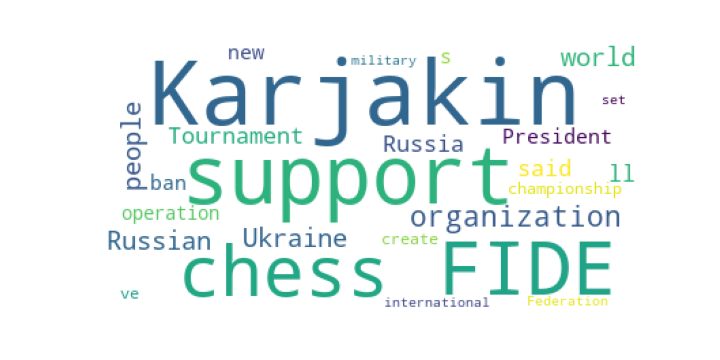 new
military
s
world
Karjakin
set
people
Tournament
Russia
President
support
said
ll
ban
championship
operation
organization
Russian
Ukraine
create
chess
FIDE
ve
international
Federation